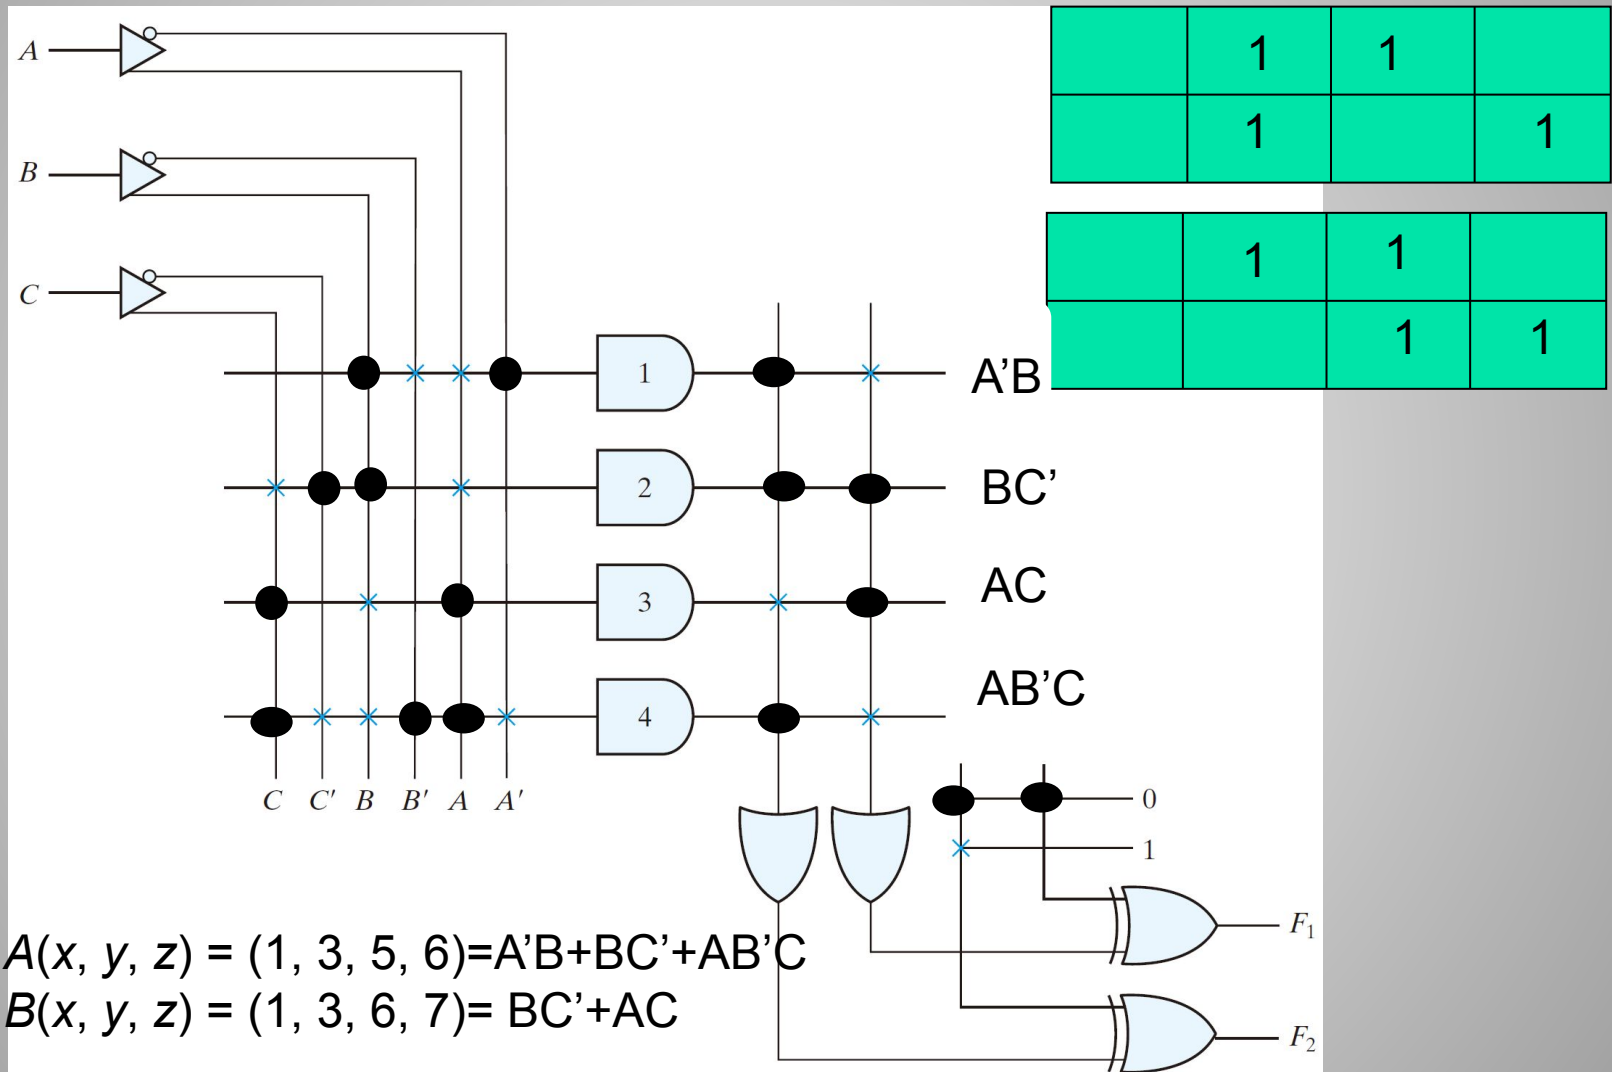 A
B
C
1 1
1 1
1 1
1 1
1
A’B
2
BC’
3
AC
4
AB’C
C C′ B B′ A A′
0
1
F1
F2
A(x, y, z) = (1, 3, 5, 6)=A’B+BC’+AB’C
B(x, y, z) = (1, 3, 6, 7)= BC’+AC